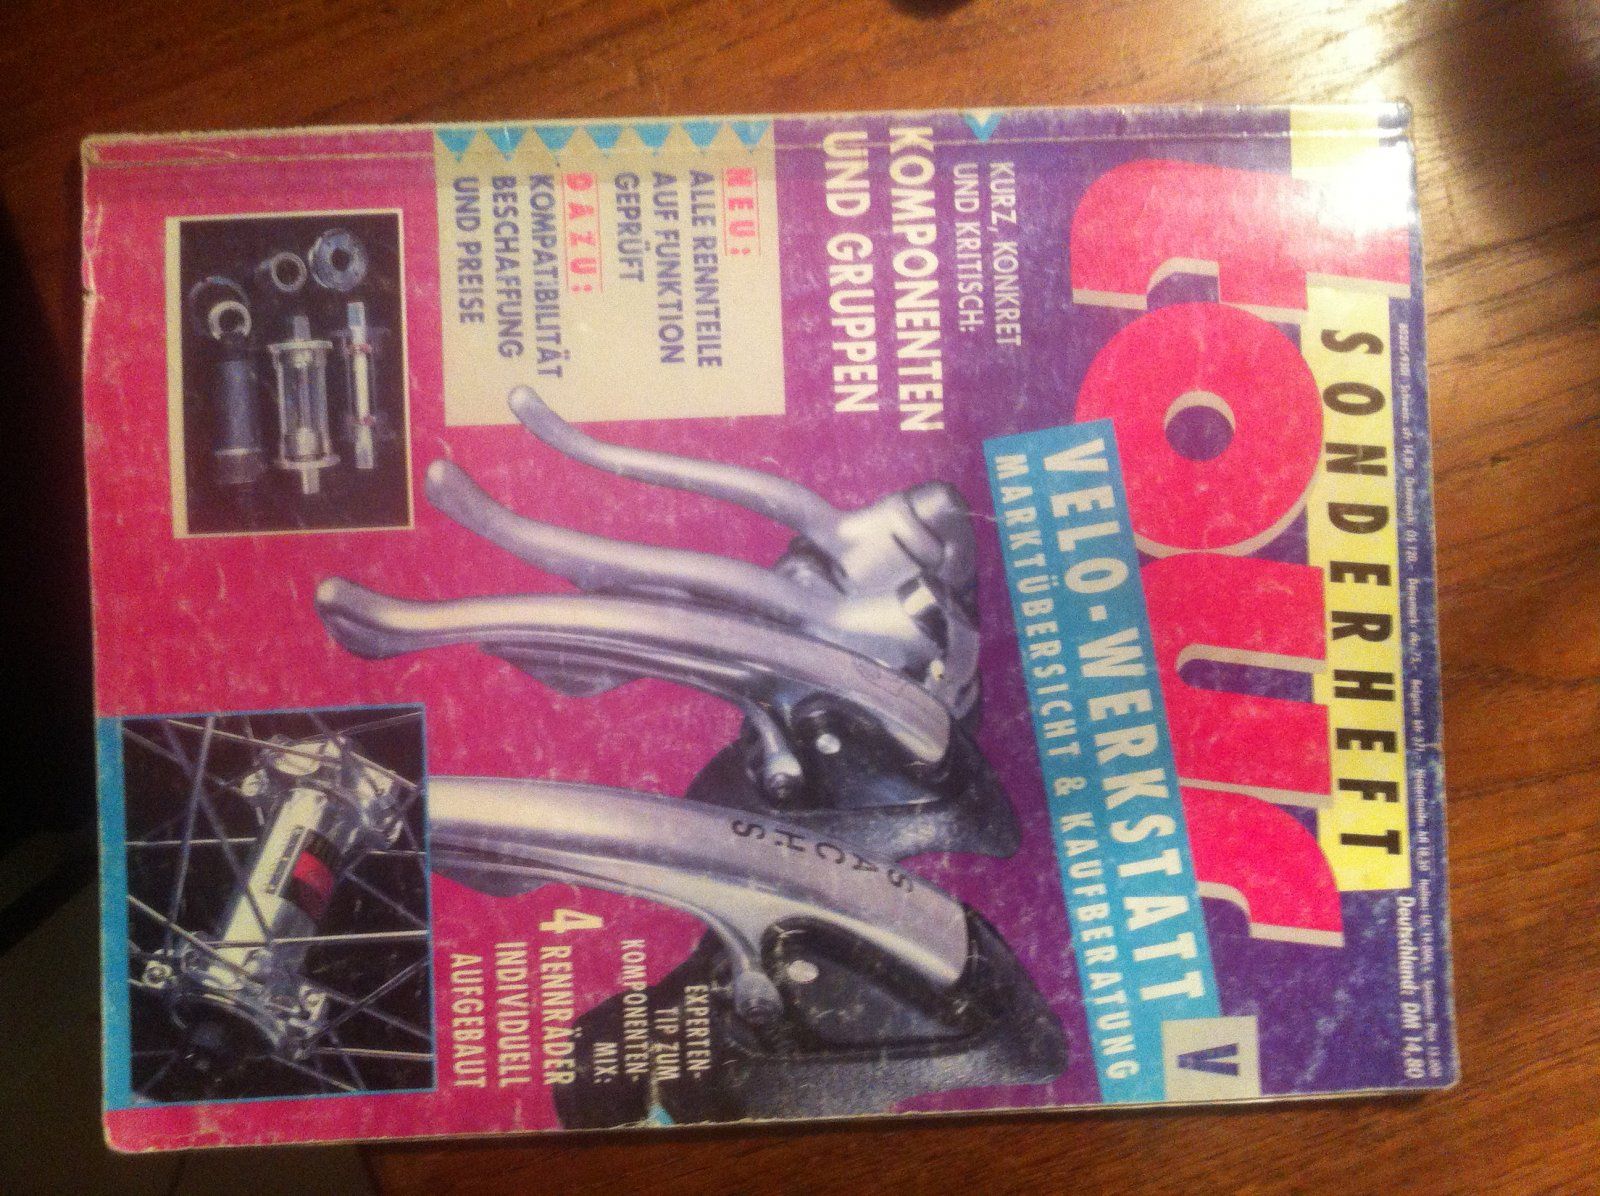 Deutschland: DM 14,80
SONDERHEFT
TOUR
VELO-WERKSTATT V
MARKTÜBERSICHT & KAUFBERATUNG
KURZ, KONKRET
UND KRITISCH:
KOMPONENTEN
UND GRUPPEN
NEU:
ALLE RENNTEILE
AUF FUNKTION
GEPRÜFT
DAZU:
KOMPATIBILITÄT
BESCHAFFUNG
UND PREISE
SACHS
EXPERTEN-
TIP ZUM
KOMPONENTEN-
MIX:
4 RENNRÄDER
INDIVIDUELL
AUFGEBAUT